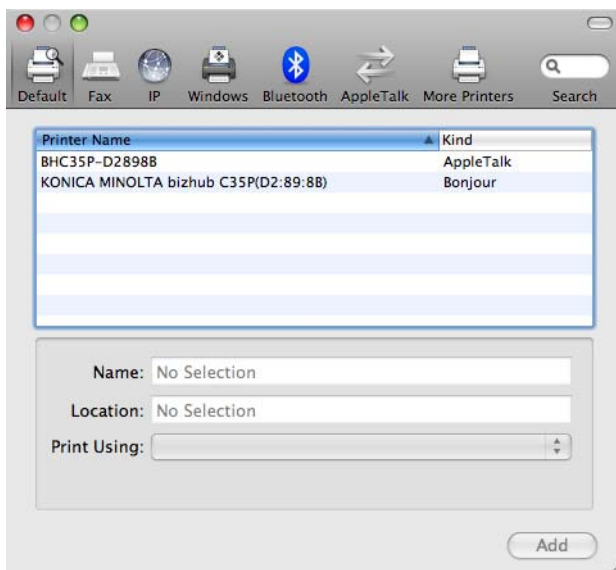 Default Fax IP Windows Bluetooth AppleTalk More Printers Search
Printer Name Kind
BHC35P-D2898B AppleTalk
KONICA MINOLTA bizhub C35P(D2:89:8B) Bonjour
Name: No Selection
Location: No Selection
Print Using:
Add